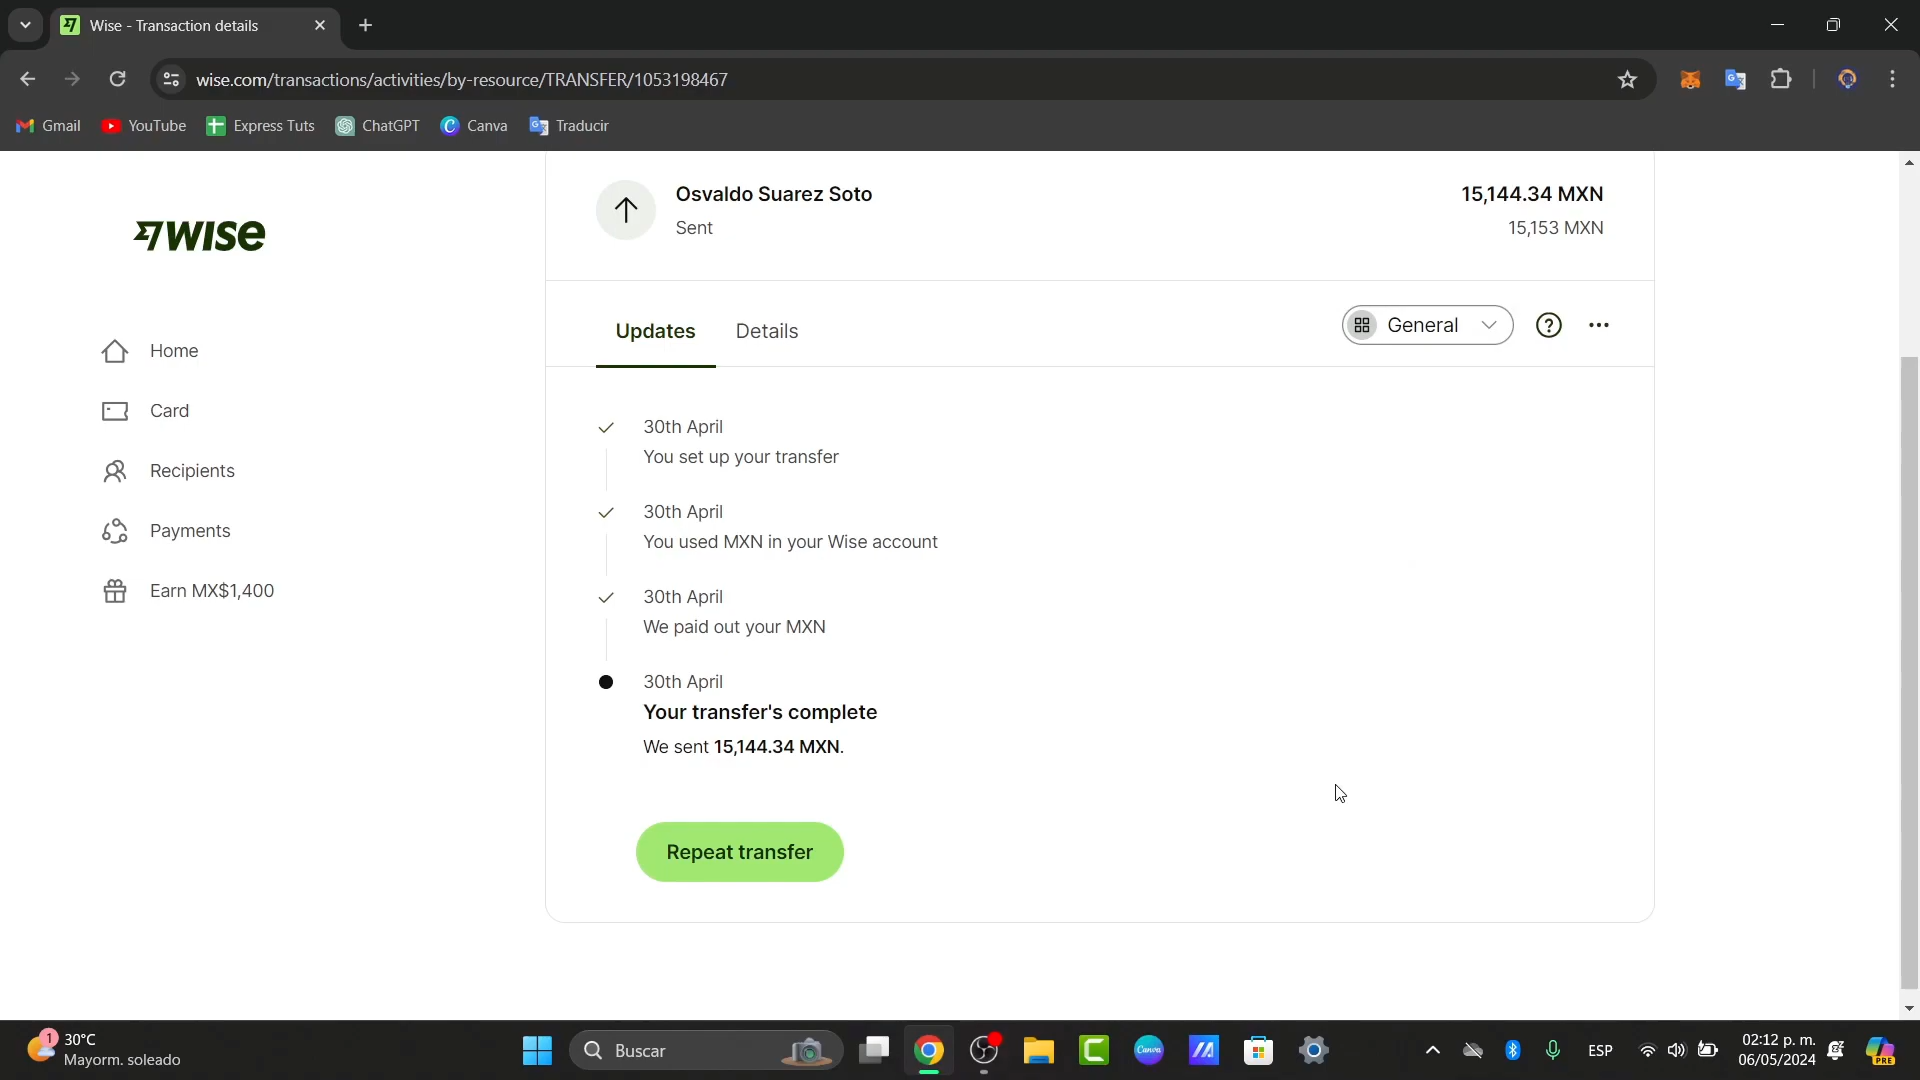 Wise - Transaction details
wise.com/transactions/activities/by-resource/TRANSFER/1053198467
Gmail
YouTube
Express Tuts
ChatGPT
Canva
Traducir
WISE
Home
Card
Recipients
Payments
Earn MX$1,400
Osvaldo Suarez Soto
15,144.34 MXN
Sent
15,153 MXN
Updates
Details
General
30th April
You set up your transfer
30th April
You used MXN in your Wise account
30th April
We paid out your MXN
30th April
Your transfer's complete
We sent 15,144.34 MXN.
Repeat transfer
1
30°C
Mayorm. soleado
Buscar
Canva
ESP
02:12 p. m.
06/05/2024
PRE